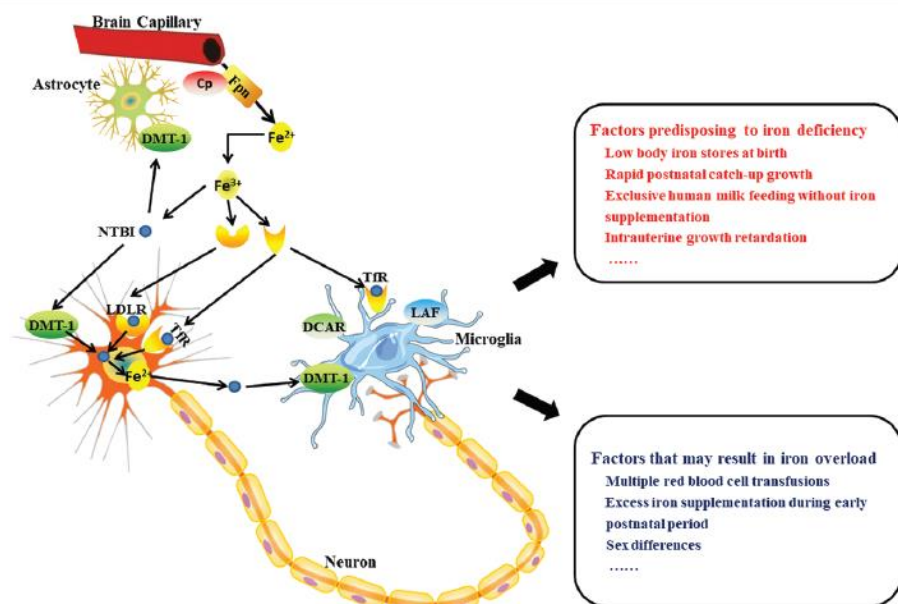 Brain Capillary
Astrocyte
Cp
Fpn
DMT-1
Fe2+
Fe3+
NTBI
DMT-1
LDLR
TfR
Fe2+
TfR
DCAR
LAF
Microglia
DMT-1
Neuron
Factors predisposing to iron deficiency
Low body iron stores at birth
Rapid postnatal catch-up growth
Exclusive human milk feeding without iron
supplementation
Intrauterine growth retardation
……
Factors that may result in iron overload
Multiple red blood cell transfusions
Excess iron supplementation during early
postnatal period
Sex differences
……